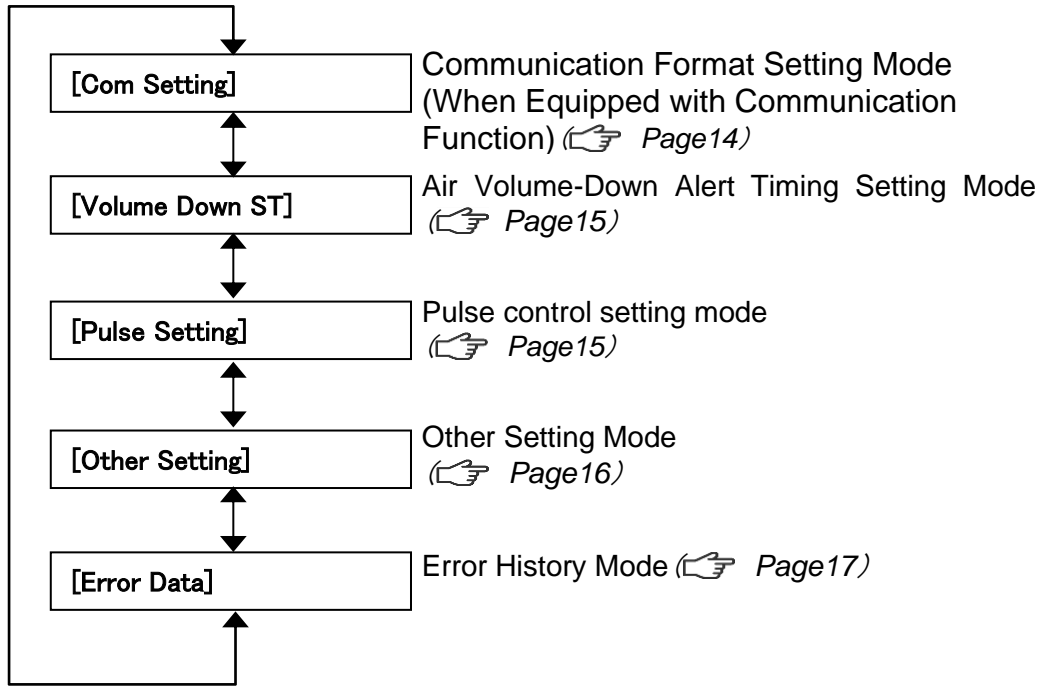 [Com Setting]
Communication Format Setting Mode
(When Equipped with Communication
Function) (Page14)
[Volume Down ST]
Air Volume-Down Alert Timing Setting Mode
(Page15)
[Pulse Setting]
Pulse control setting mode
(Page15)
[Other Setting]
Other Setting Mode
(Page16)
[Error Data]
Error History Mode (Page17)